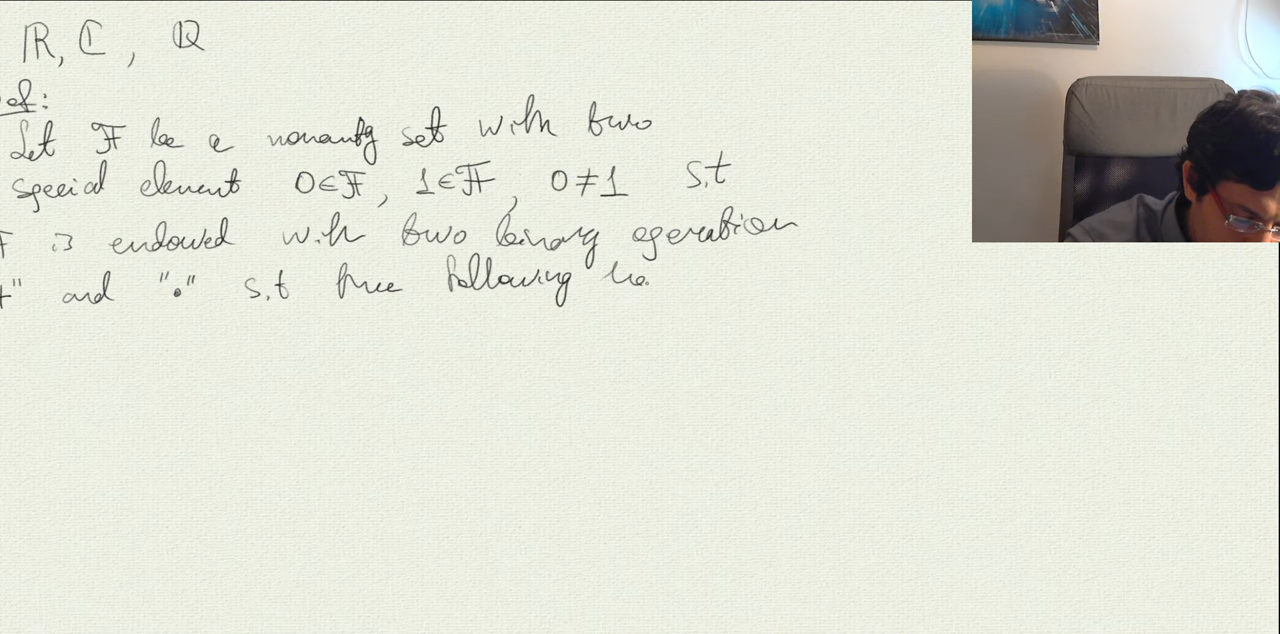 ℝ, ℂ, ℚ
ef:
Let 𝔽 be a nonempty set with two
special element 0∈𝔽, 1∈𝔽, 0≠1 s.t
F is endowed with two binary operation
+" and "•" s.t the following ho